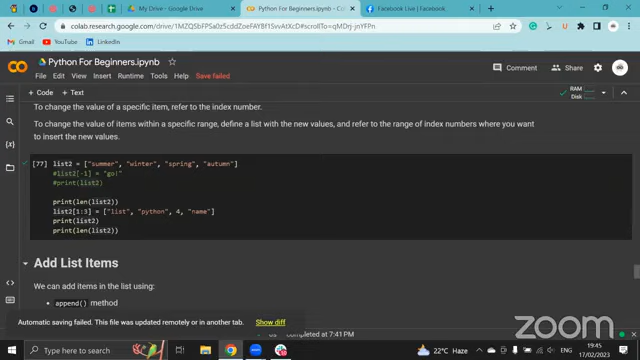 My Drive - Google Drive
Python For Beginners.ipynb - Col
Facebook Live | Facebook
colab.research.google.com/drive/
Gmail YouTube LinkedIn
Python For Beginners.ipynb
File Edit View Insert Runtime Tools Help Save failed
Comment Share
+ Code + Text
RAM
Disk
To change the value of a specific item, refer to the index number.
To change the value of items within a specific range, define a list with the new values, and refer to the range of index numbers where you want
to insert the new values.
[77] list2 = ["summer", "winter", "spring", "autumn"]
#list2[-1] = "go!"
#print(list2)
print(len(list2))
list2[1:3] = ["list", "python", 4, "name"]
print(list2)
print(len(list2))
Add List Items
We can add items in the list using:
• append() method
Automatic saving failed. This file was updated remotely or in another tab. Show diff
completed at 7:41 PM
zoom
Type here to search
22°C Haze
ENG
19:45
17/02/2023